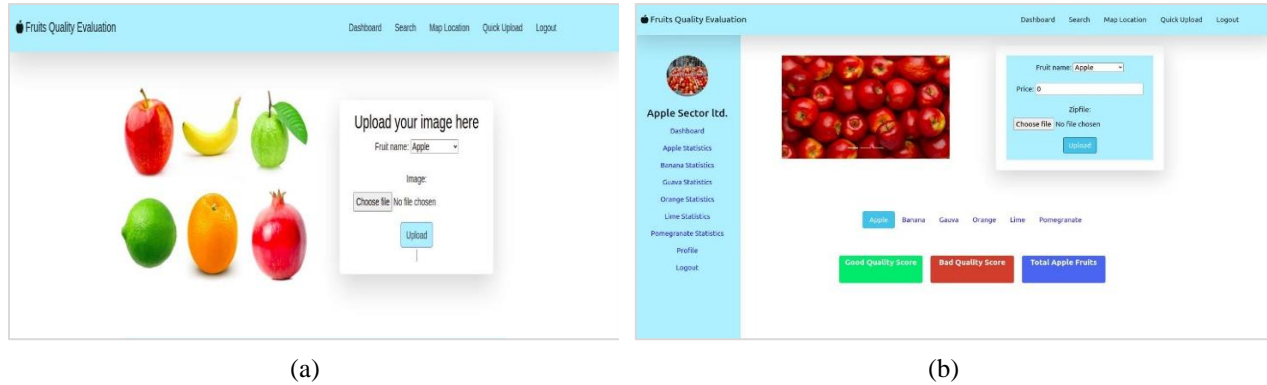 Fruits Quality Evaluation
Dashboard Search Map Location Quick Upload Logout
Upload your image here
Fruit name: Apple
Image:
Choose file No file chosen
Upload
(a)
Fruits Quality Evaluation
Dashboard Search Map Location Quick Upload Logout
Apple Sector ltd.
Dashboard
Apple Statistics
Banana Statistics
Guava Statistics
Orange Statistics
Lime Statistics
Pomegranate Statistics
Profile
Logout
Fruit name: Apple
Price: 0
Zipfile:
Choose file No file chosen
Upload
Apple Banana Gauva Orange Lime Pomegranate
Good Quality Score Bad Quality Score Total Apple Fruits
(b)